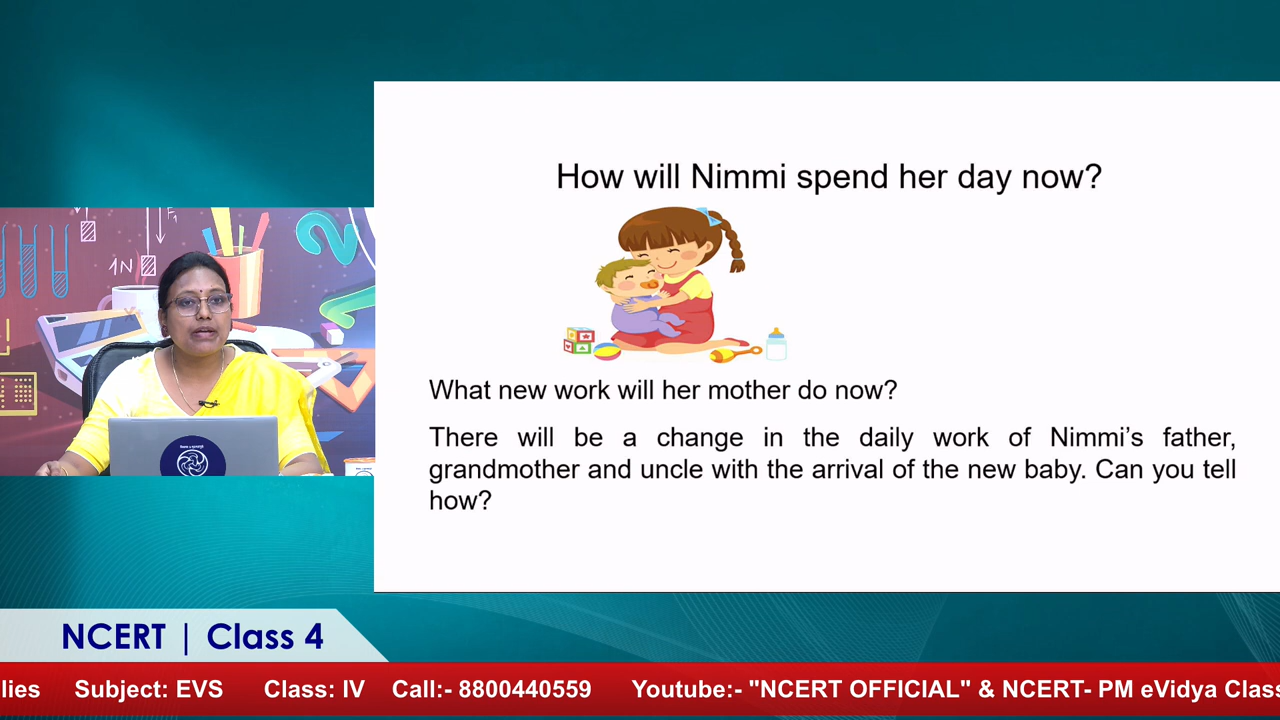 How will Nimmi spend her day now?
1N
F₁
What new work will her mother do now?
There will be a change in the daily work of Nimmi’s father,
grandmother and uncle with the arrival of the new baby. Can you tell
how?
NCERT | Class 4
lies Subject: EVS Class: IV Call:- 8800440559 Youtube:- "NCERT OFFICIAL" & NCERT- PM eVidya Class